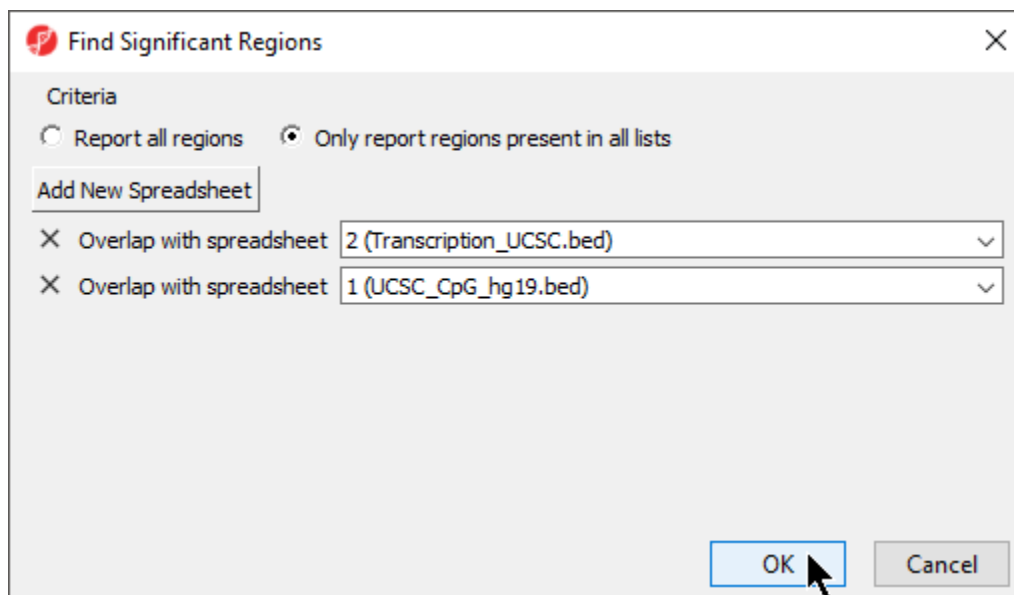 Find Significant Regions
Criteria
Report all regions Only report regions present in all lists
Add New Spreadsheet
Overlap with spreadsheet 2 (Transcription_UCSC.bed)
Overlap with spreadsheet 1 (UCSC_CpG_hg19.bed)
OK Cancel